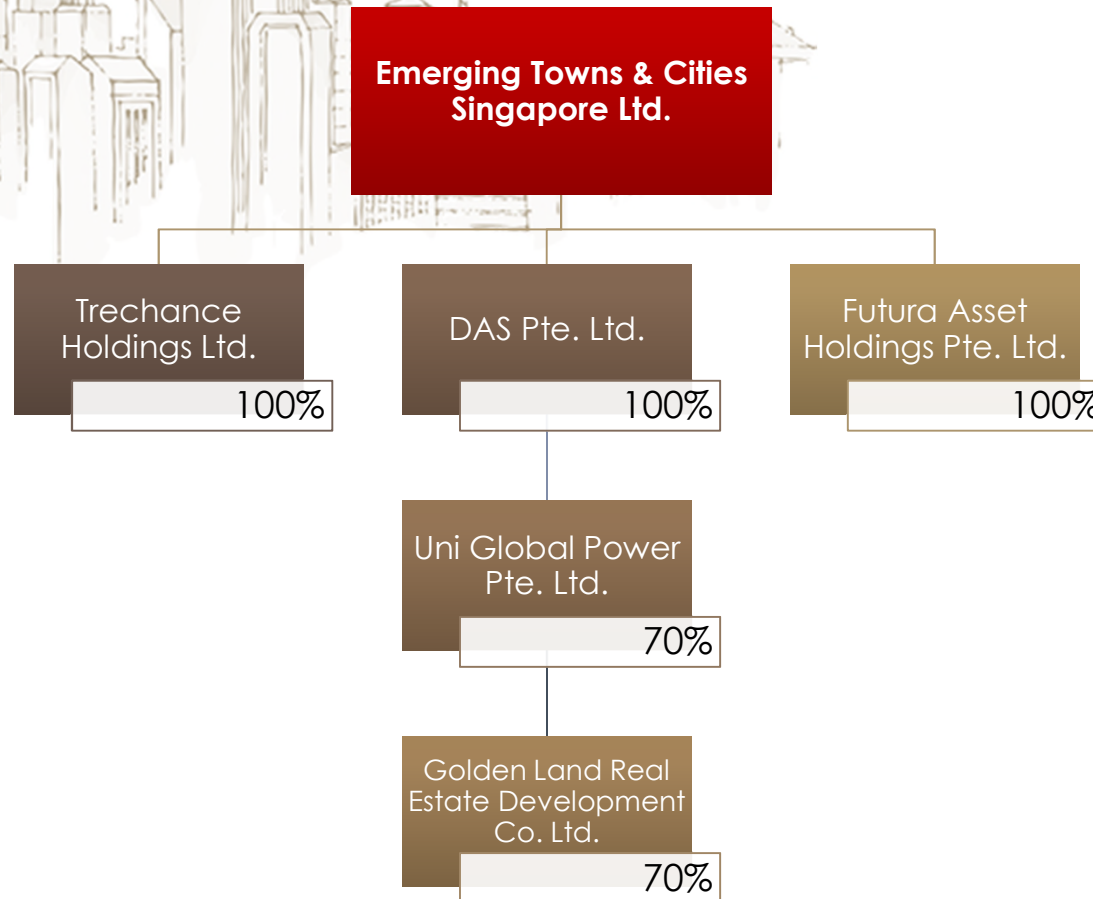 Emerging Towns & Cities
Singapore Ltd.
Trechance
Holdings Ltd.
100%
DAS Pte. Ltd.
100%
Futura Asset
Holdings Pte. Ltd.
100%
Uni Global Power
Pte. Ltd.
70%
Golden Land Real
Estate Development
Co. Ltd.
70%